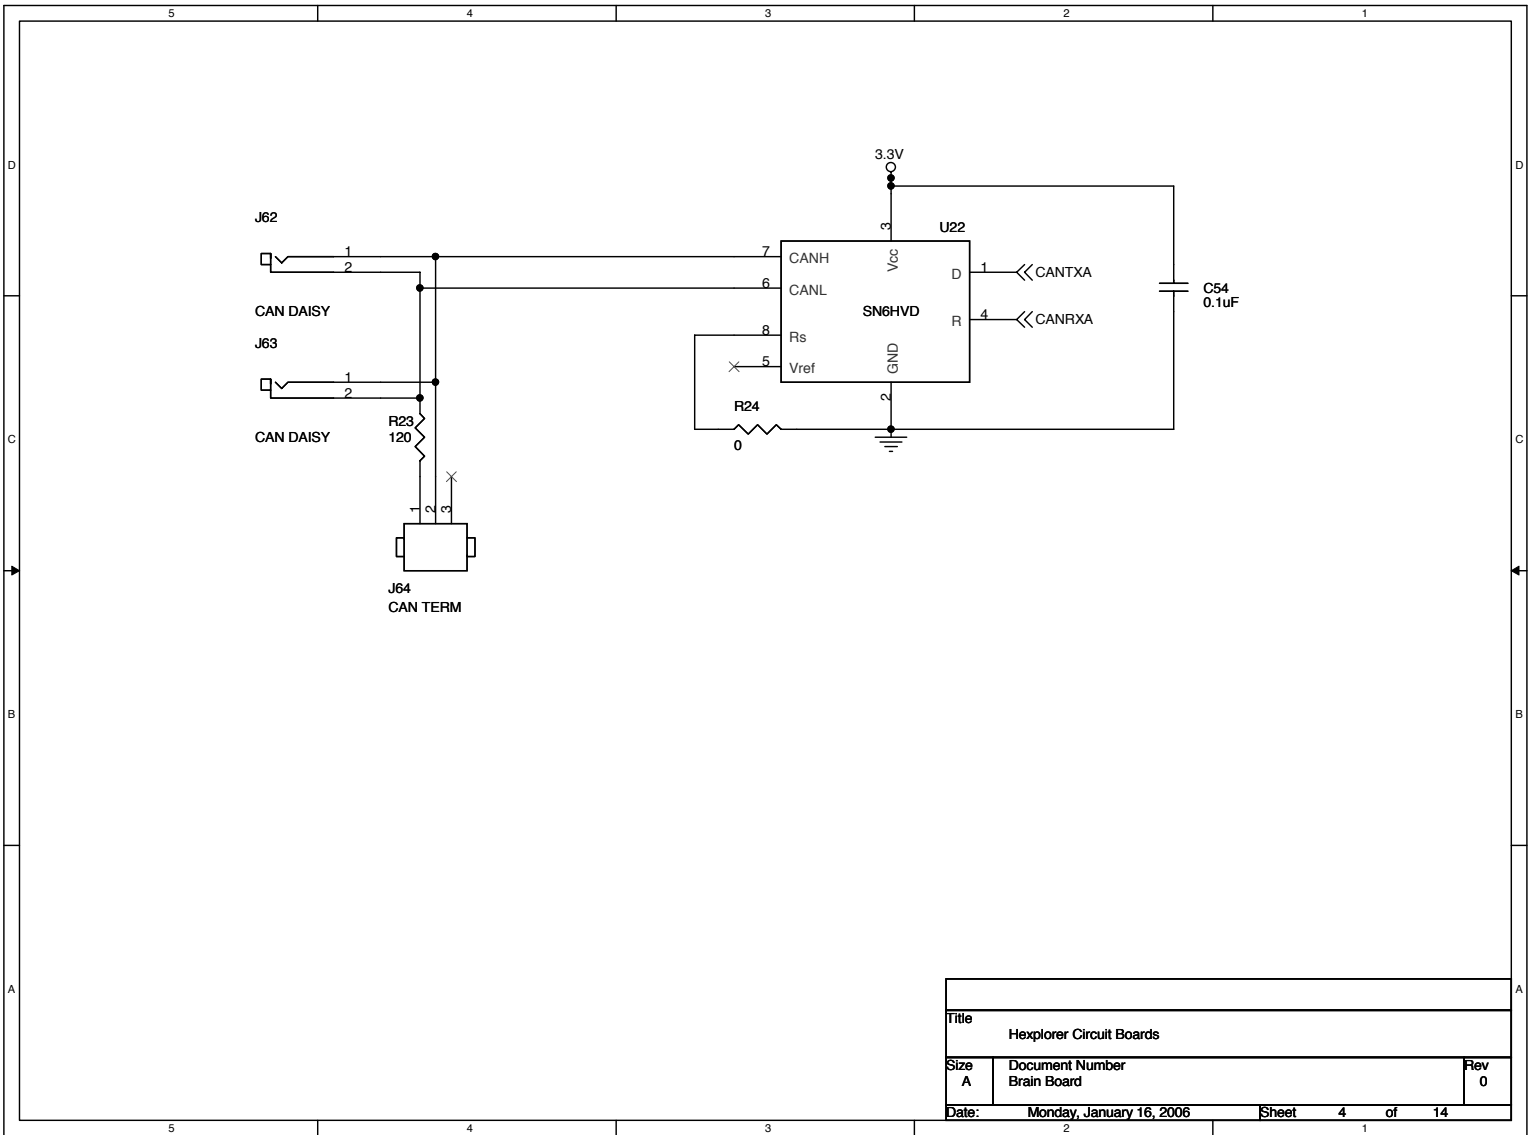 5 4 3 2 1
D D
3.3V
J62
U22
1
2
CAN DAISY
J63
1
2
CAN DAISY
7 CANH
6 CANL
8 Rs
5 Vref
3
Vcc
SN6HVD
GND
2
D 1 CANTXA
R 4 CANRXA
C54
0.1uF
R24
0
C C
R23
120
1 2 3
J64
CAN TERM
B B
A A
Title
Hexplorer Circuit Boards
Size Document Number Rev
A Brain Board 0
Date: Monday, January 16, 2006 Sheet 4 of 14
5 4 3 2 1